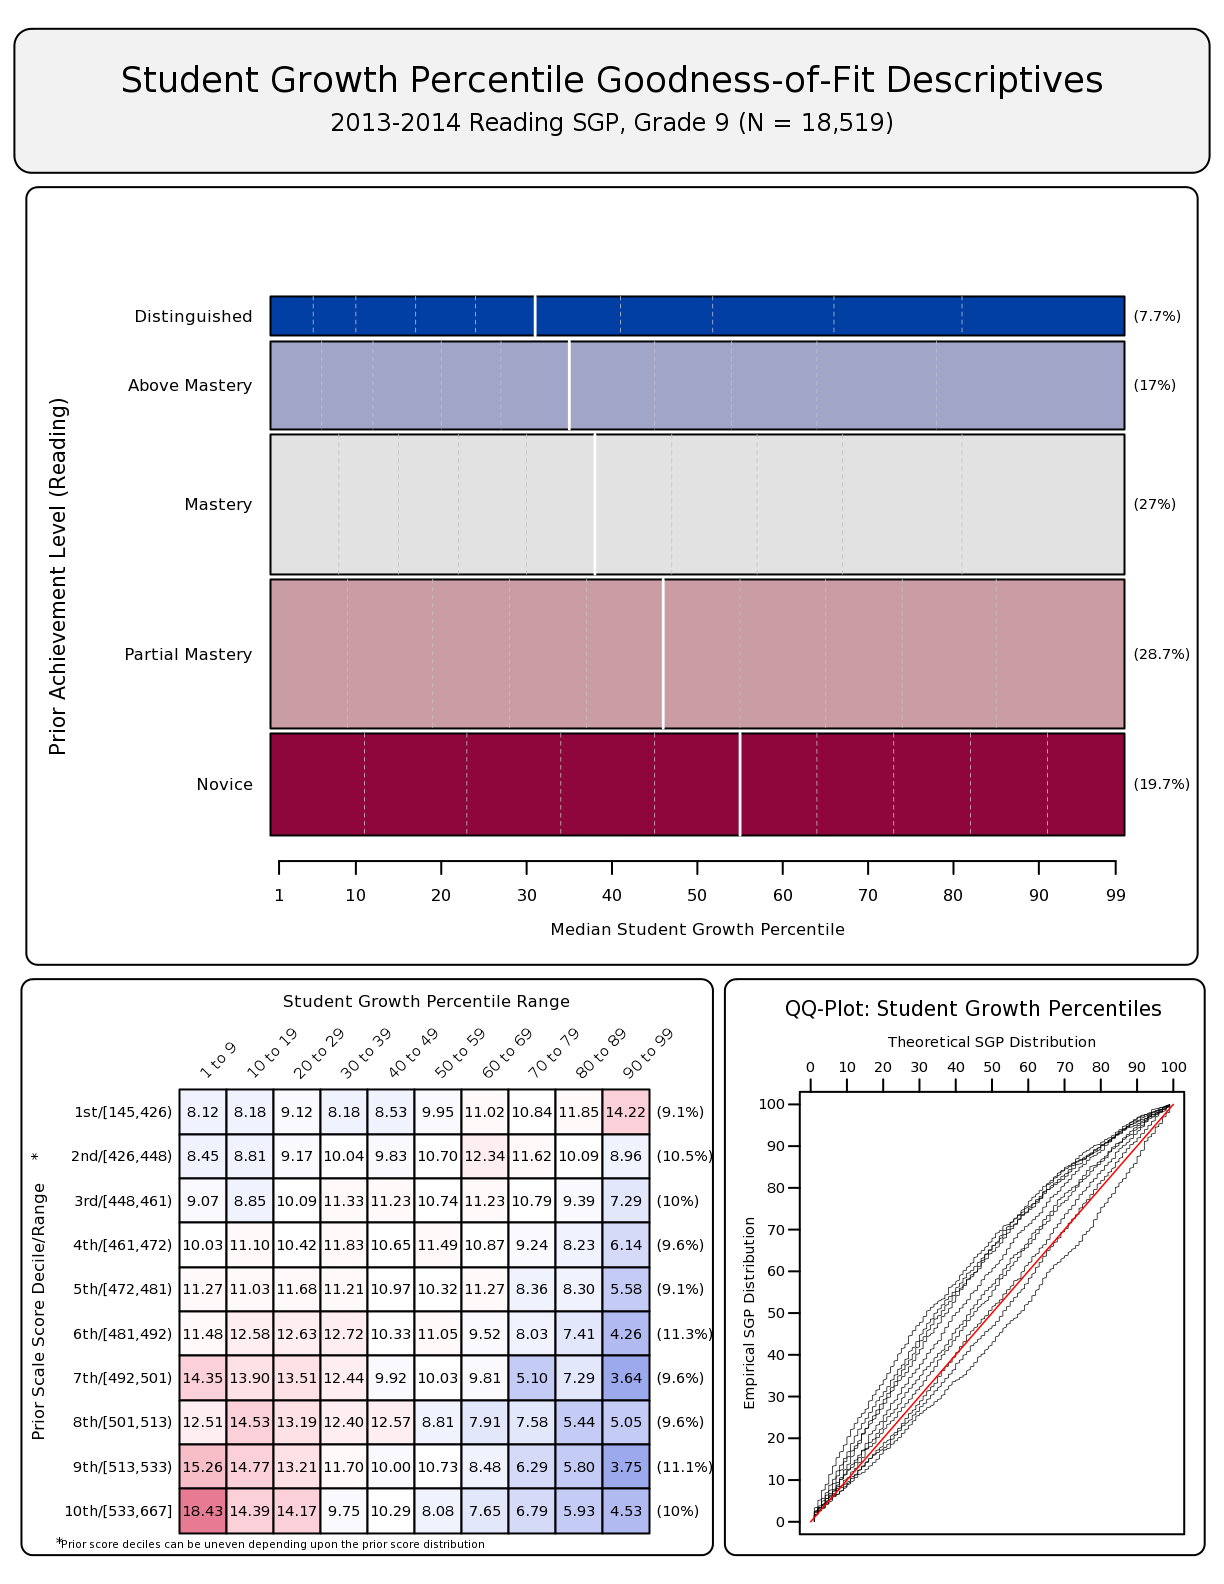 Student Growth Percentile Goodness-of-Fit Descriptives
2013-2014 Reading SGP, Grade 9 (N = 18,519)
Prior Achievement Level (Reading)
Distinguished (7.7%)
Above Mastery (17%)
Mastery (27%)
Partial Mastery (28.7%)
Novice (19.7%)
1 10 20 30 40 50 60 70 80 90 99
Median Student Growth Percentile
Student Growth Percentile Range
1 to 9 10 to 19 20 to 29 30 to 39 40 to 49 50 to 59 60 to 69 70 to 79 80 to 89 90 to 99
Prior Scale Score Decile/Range *
1st/[145,426) 8.12 8.18 9.12 8.18 8.53 9.95 11.02 10.84 11.85 14.22 (9.1%)
2nd/[426,448) 8.45 8.81 9.17 10.04 9.83 10.70 12.34 11.62 10.09 8.96 (10.5%)
3rd/[448,461) 9.07 8.85 10.09 11.33 11.23 10.74 11.23 10.79 9.39 7.29 (10%)
4th/[461,472) 10.03 11.10 10.42 11.83 10.65 11.49 10.87 9.24 8.23 6.14 (9.6%)
5th/[472,481) 11.27 11.03 11.68 11.21 10.97 10.32 11.27 8.36 8.30 5.58 (9.1%)
6th/[481,492) 11.48 12.58 12.63 12.72 10.33 11.05 9.52 8.03 7.41 4.26 (11.3%)
7th/[492,501) 14.35 13.90 13.51 12.44 9.92 10.03 9.81 5.10 7.29 3.64 (9.6%)
8th/[501,513) 12.51 14.53 13.19 12.40 12.57 8.81 7.91 7.58 5.44 5.05 (9.6%)
9th/[513,533) 15.26 14.77 13.21 11.70 10.00 10.73 8.48 6.29 5.80 3.75 (11.1%)
10th/[533,667] 18.43 14.39 14.17 9.75 10.29 8.08 7.65 6.79 5.93 4.53 (10%)
*Prior score deciles can be uneven depending upon the prior score distribution
QQ-Plot: Student Growth Percentiles
Theoretical SGP Distribution
0 10 20 30 40 50 60 70 80 90 100
Empirical SGP Distribution
100
90
80
70
60
50
40
30
20
10
0